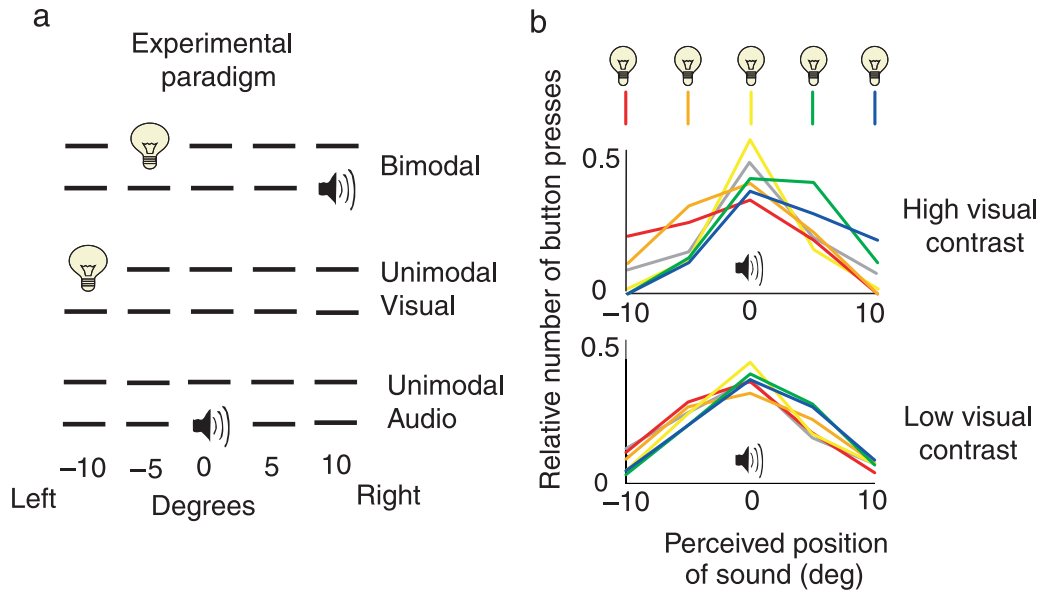 a
Experimental
paradigm
Bimodal
Unimodal
Visual
Unimodal
Audio
−10 −5 0 5 10
Left Degrees Right
b
Relative number of button presses
0.5
0
−10 0 10
High visual
contrast
0.5
0
−10 0 10
Low visual
contrast
Perceived position
of sound (deg)